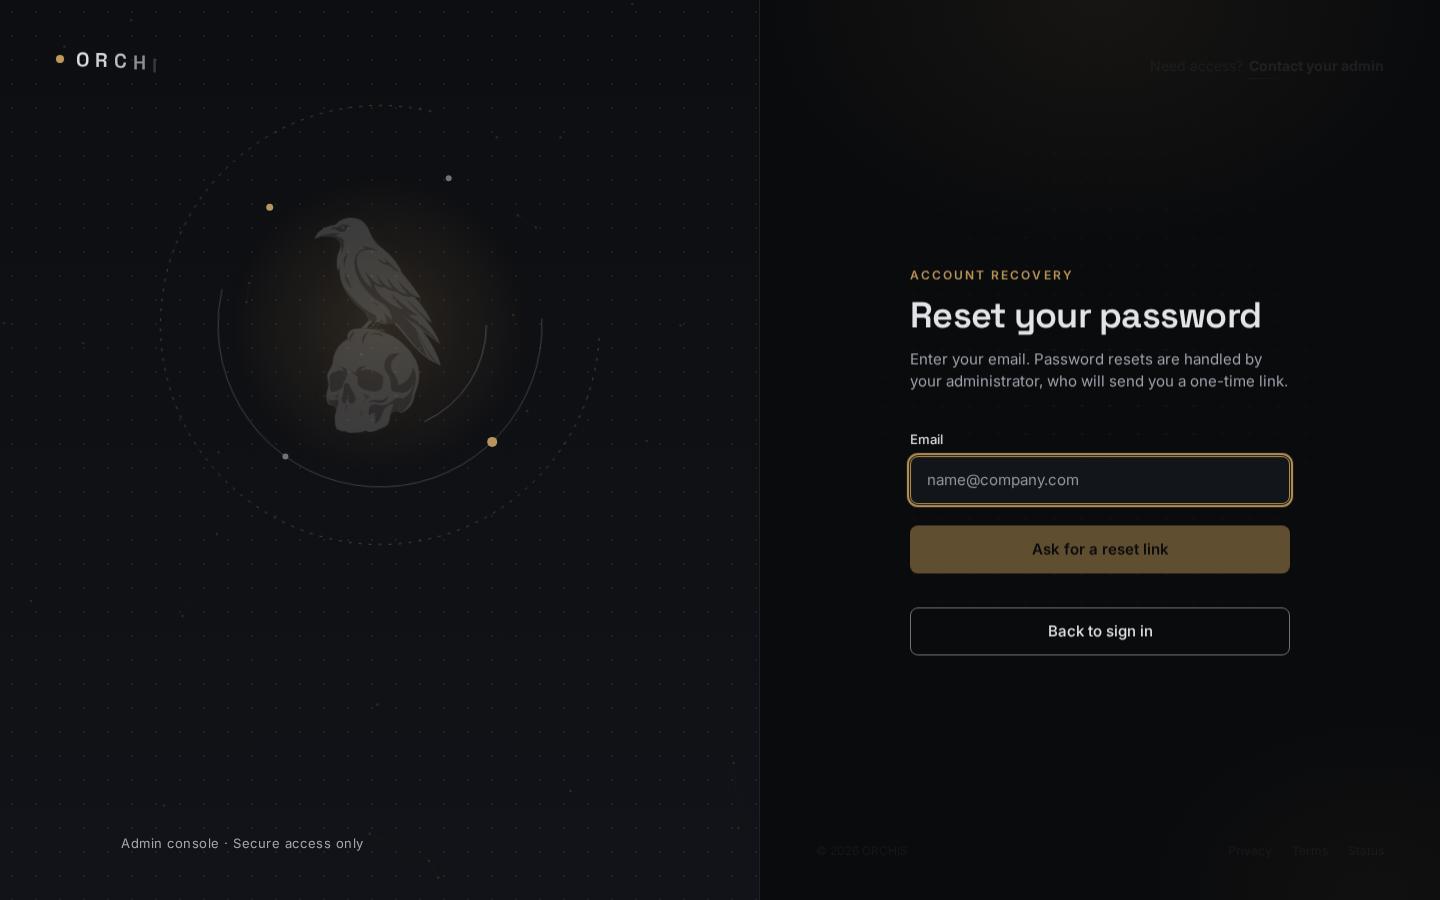 ORCHI
Need access? Contact your admin
ACCOUNT RECOVERY
Reset your password
Enter your email. Password resets are handled by
your administrator, who will send you a one-time link.
Email
name@company.com
Ask for a reset link
Back to sign in
Admin console · Secure access only
© 2026 ORCHIS
Privacy Terms Status